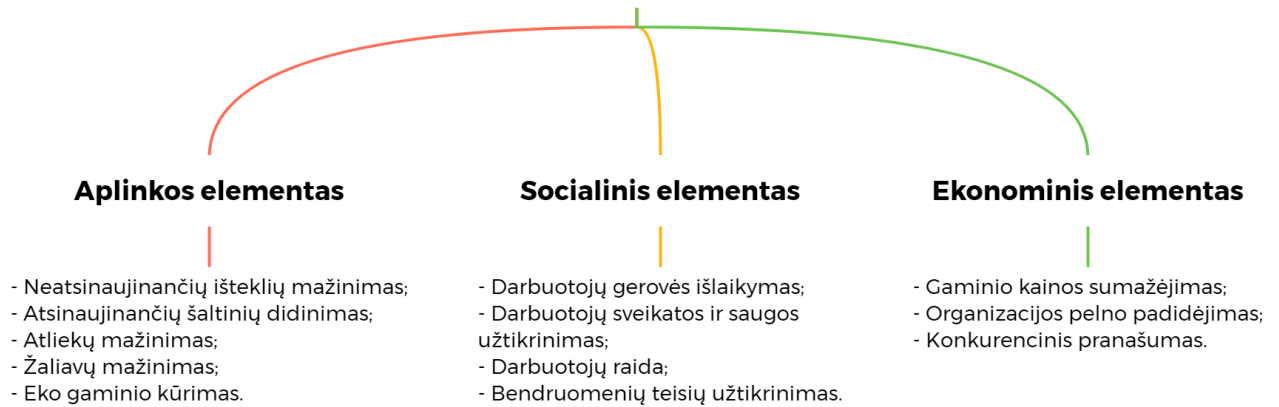 Aplinkos elementas
- Neatsinaujinančių išteklių mažinimas;
- Atsinaujinančių šaltinių didinimas;
- Atliekų mažinimas;
- Žaliavų mažinimas;
- Eko gaminio kūrimas.
Socialinis elementas
- Darbuotojų gerovės išlaikymas;
- Darbuotojų sveikatos ir saugos
užtikrinimas;
- Darbuotojų raida;
- Bendruomenių teisių užtikrinimas.
Ekonominis elementas
- Gaminio kainos sumažėjimas;
- Organizacijos pelno padidėjimas;
- Konkurencinis pranašumas.